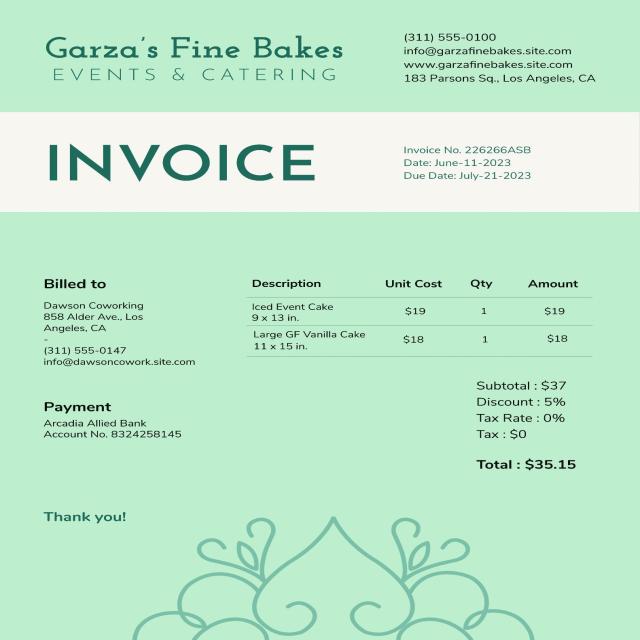 Garza's Fine Bakes
EVENTS & CATERING
(311) 555-0100
info@garzafinebakes.site.com
www.garzafinebakes.site.com
183 Parsons Sq., Los Angeles, CA
INVOICE
Invoice No. 226266ASB
Date: June-11-2023
Due Date: July-21-2023
Billed to
Dawson Coworking
858 Alder Ave., Los
Angeles, CA
-
(311) 555-0147
info@dawsoncowork.site.com
Payment
Arcadia Allied Bank
Account No. 8324258145
Description Unit Cost Qty Amount
Iced Event Cake
9 x 13 in. $19 1 $19
Large GF Vanilla Cake
11 x 15 in. $18 1 $18
Subtotal : $37
Discount : 5%
Tax Rate : 0%
Tax : $0
Total : $35.15
Thank you!